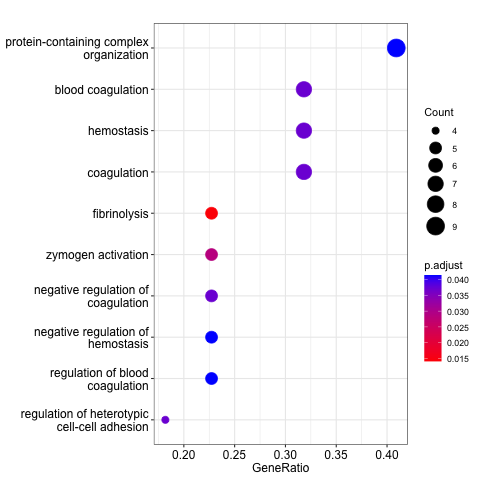 protein-containing complex
organization
blood coagulation
hemostasis
coagulation
fibrinolysis
zymogen activation
negative regulation of
coagulation
negative regulation of
hemostasis
regulation of blood
coagulation
regulation of heterotypic
cell-cell adhesion
0.20 0.25 0.30 0.35 0.40
GeneRatio
Count
4
5
6
7
8
9
p.adjust
0.040
0.035
0.030
0.025
0.020
0.015